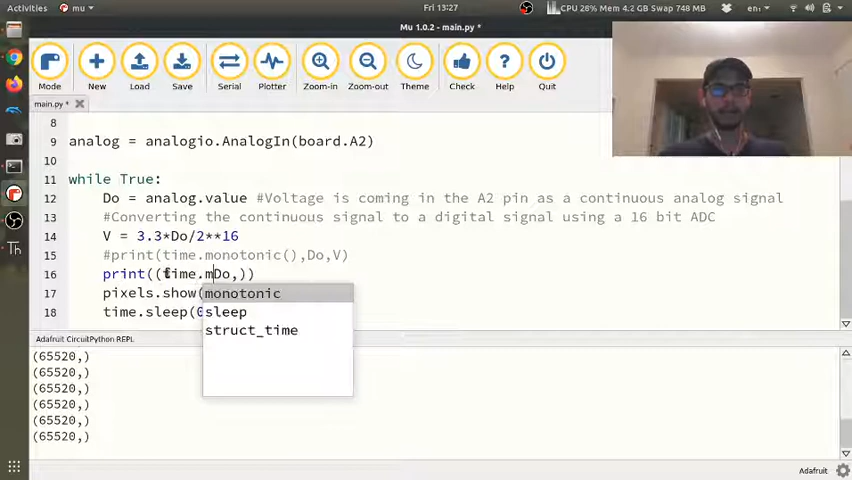 Activities mu Fri 13:27 CPU 28% Mem 4.2 GB Swap 748 MB en₁
Mu 1.0.2 - main.py *
Mode New Load Save Serial Plotter Zoom-in Zoom-out Theme Check Help Quit
main.py *
8
9 analog = analogio.AnalogIn(board.A2)
10
11 while True:
12 Do = analog.value #Voltage is coming in the A2 pin as a continuous analog signal
13 #Converting the continuous signal to a digital signal using a 16 bit ADC
14 V = 3.3*Do/2**16
15 #print(time.monotonic(),Do,V)
16 print((time.mDo,))
17 pixels.show(
monotonic
18 time.sleep(0
sleep
struct_time
Adafruit CircuitPython REPL
(65520,)
(65520,)
(65520,)
(65520,)
(65520,)
(65520,)
Th
Adafruit